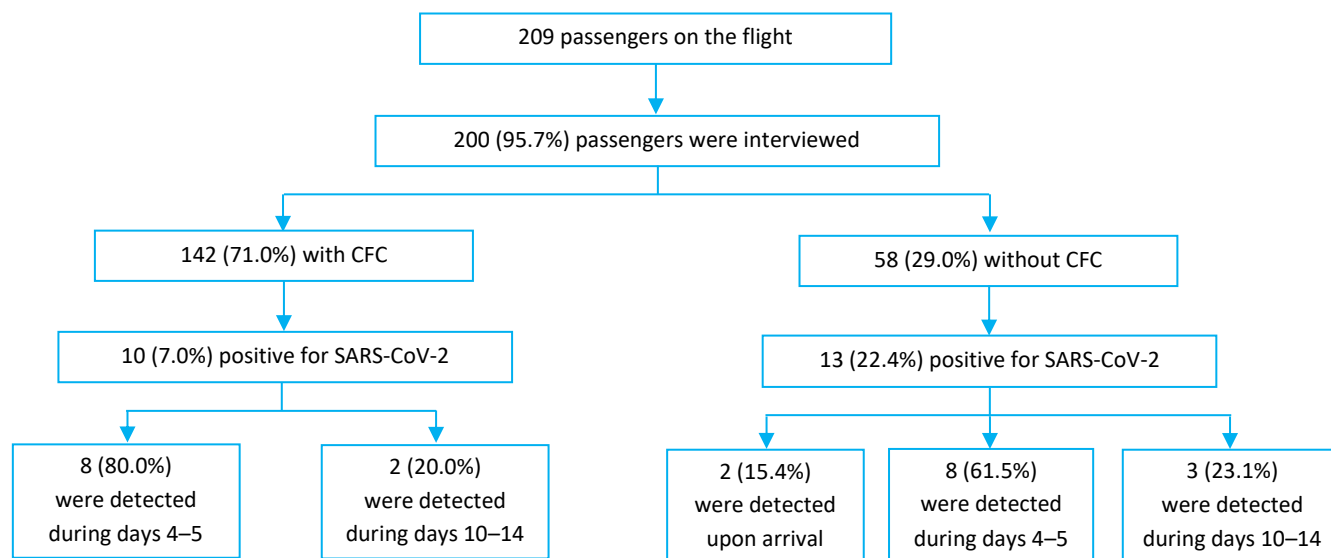 209 passengers on the flight
200 (95.7%) passengers were interviewed
142 (71.0%) with CFC
58 (29.0%) without CFC
10 (7.0%) positive for SARS-CoV-2
13 (22.4%) positive for SARS-CoV-2
8 (80.0%)
were detected
during days 4–5
2 (20.0%)
were detected
during days 10–14
2 (15.4%)
were detected
upon arrival
8 (61.5%)
were detected
during days 4–5
3 (23.1%)
were detected
during days 10–14